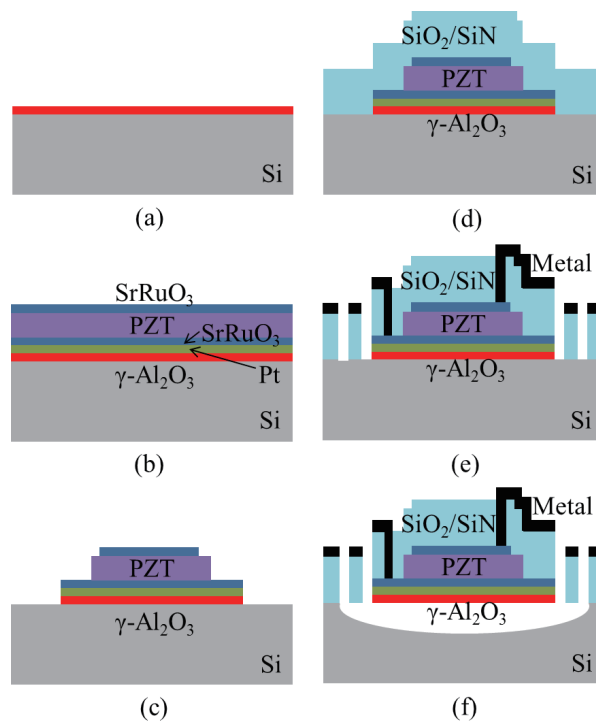 Si
(a)
SrRuO₃
PZT
SrRuO₃
γ-Al₂O₃
Pt
Si
(b)
PZT
γ-Al₂O₃
Si
(c)
SiO₂/SiN
PZT
γ-Al₂O₃
Si
(d)
Metal
SiO₂/SiN
PZT
γ-Al₂O₃
Si
(e)
Metal
SiO₂/SiN
PZT
γ-Al₂O₃
Si
(f)